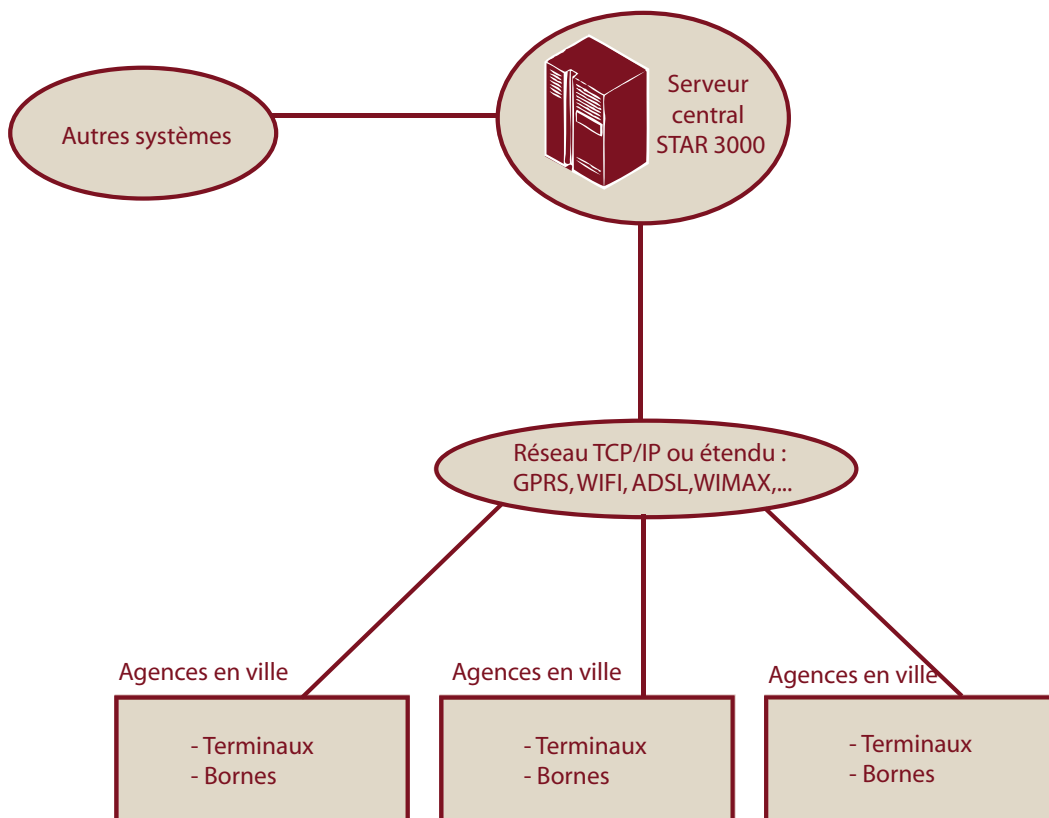 Serveur
central
STAR 3000
Autres systèmes
Réseau TCP/IP ou étendu :
GPRS, WIFI, ADSL,WIMAX,...
Agences en ville
- Terminaux
- Bornes
Agences en ville
- Terminaux
- Bornes
Agences en ville
- Terminaux
- Bornes